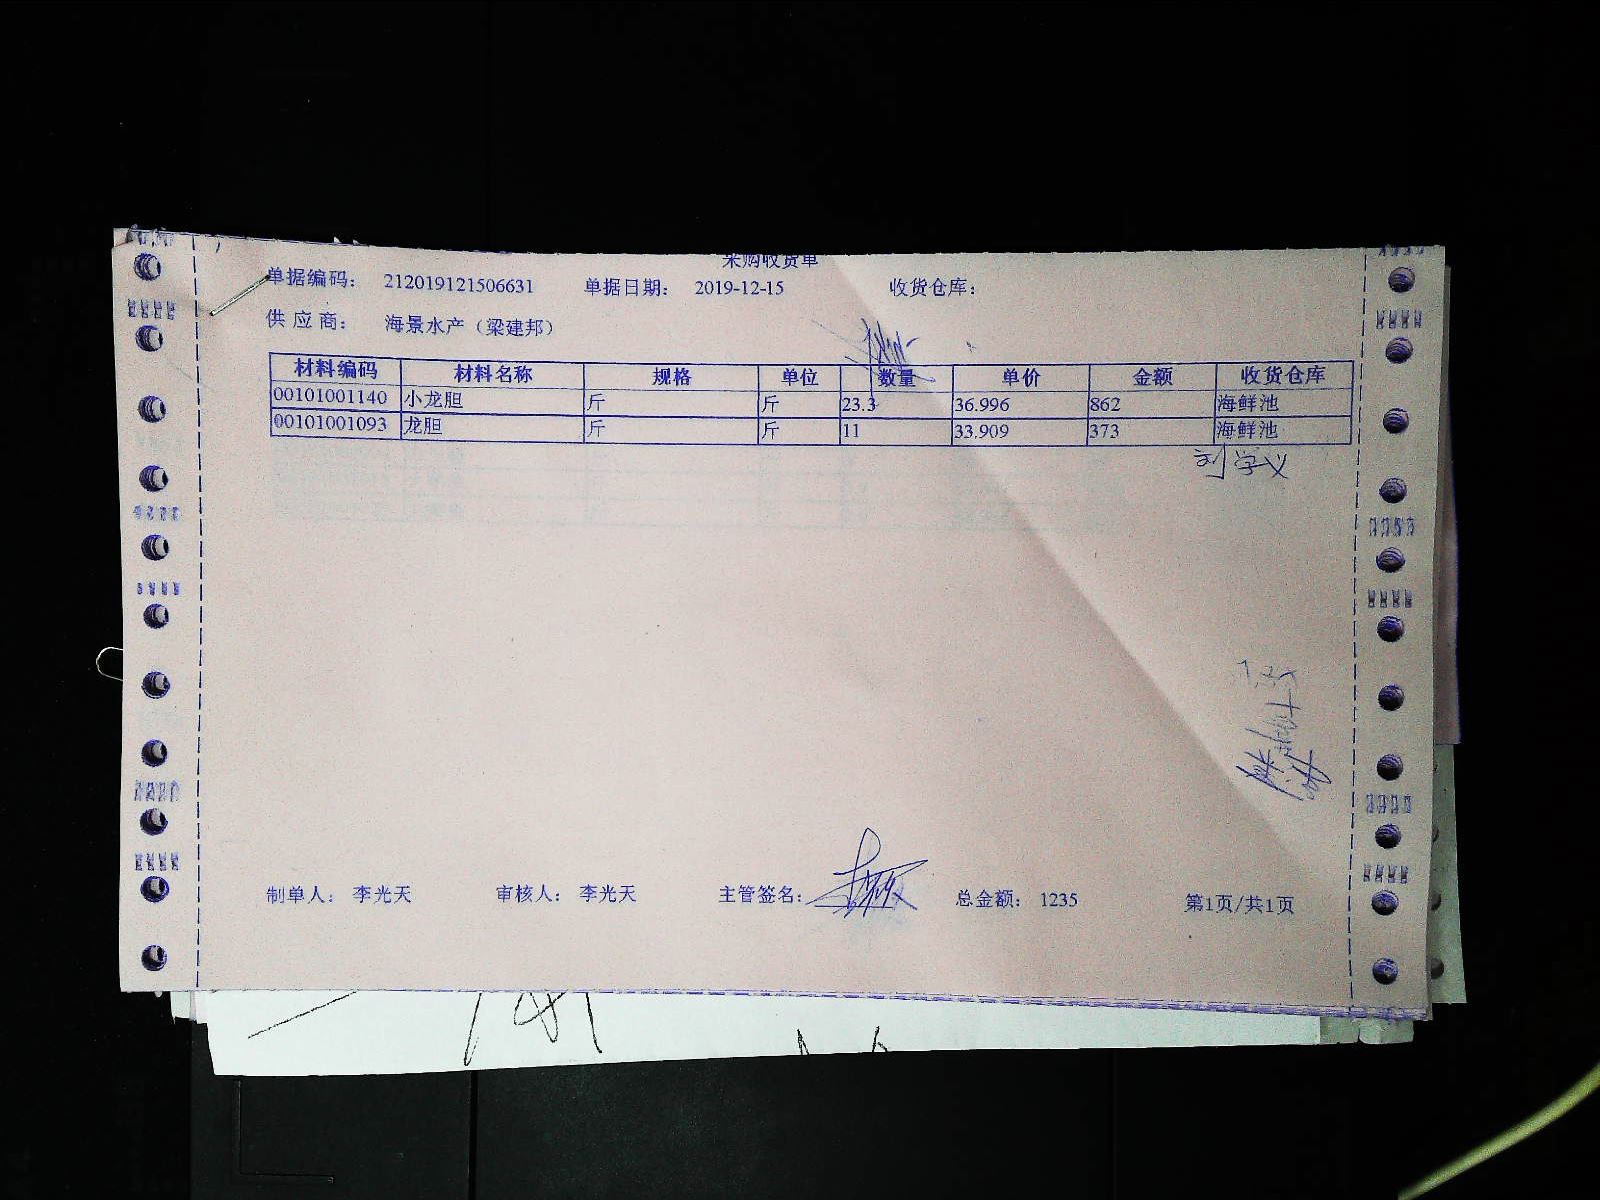 采购收货单
单据编码： 212019121506631 单据日期： 2019-12-15 收货仓库：
供应商： 海景水产（梁建邦）
材料编码 材料名称 规格 单位 数量 单价 金额 收货仓库
00101001140 小龙胆 斤 斤 23.3 36.996 862 海鲜池
00101001093 龙胆 斤 斤 11 33.909 373 海鲜池
刘学义
制单人： 李光天 审核人： 李光天 主管签名： 总金额： 1235 第1页/共1页